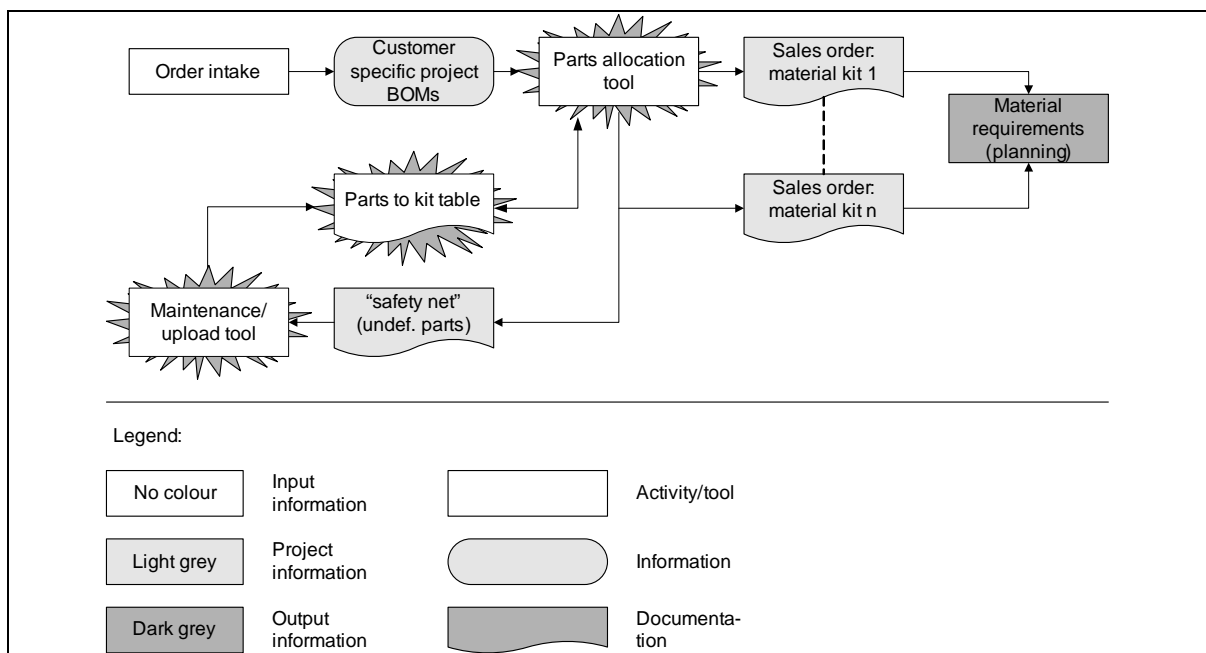 Order intake
Customer
specific project
BOMs
Parts allocation
tool
Sales order:
material kit 1
Material
requirements
(planning)
Parts to kit table
Sales order:
material kit n
Maintenance/
upload tool
“safety net”
(undef. parts)
Legend:
No colour
Input
information
Activity/tool
Light grey
Project
information
Information
Dark grey
Output
information
Documenta-
tion